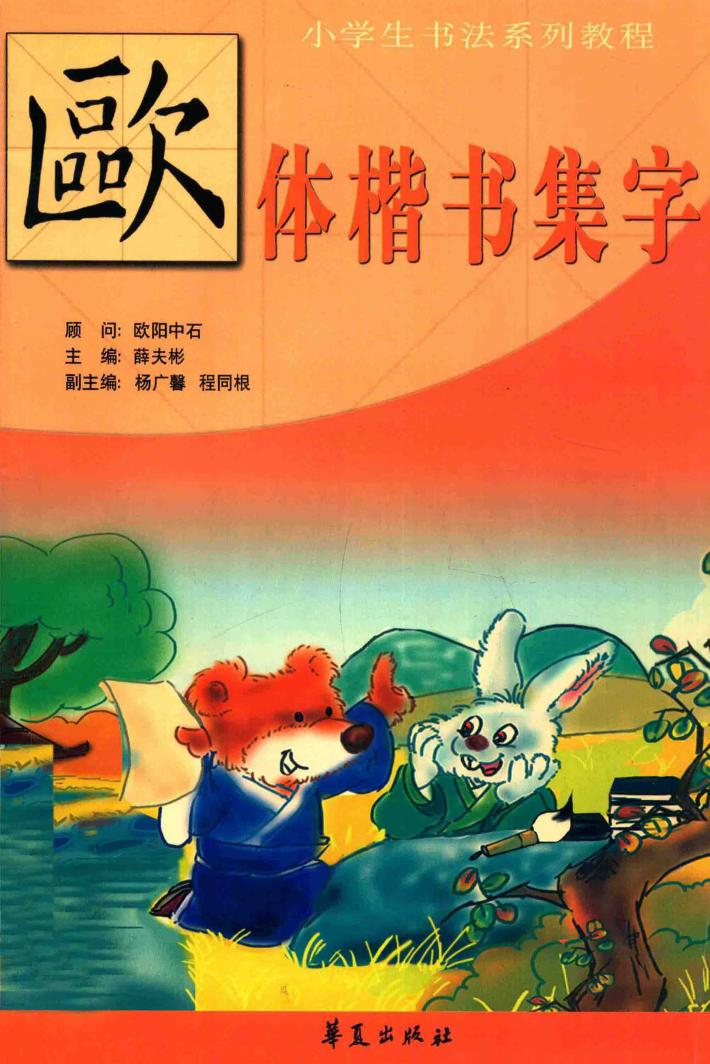 小学生书法系列教程
歐体楷书集字
顾 问: 欧阳中石
主 编: 薛夫彬
副主编: 杨广馨 程同根
華夏出版社